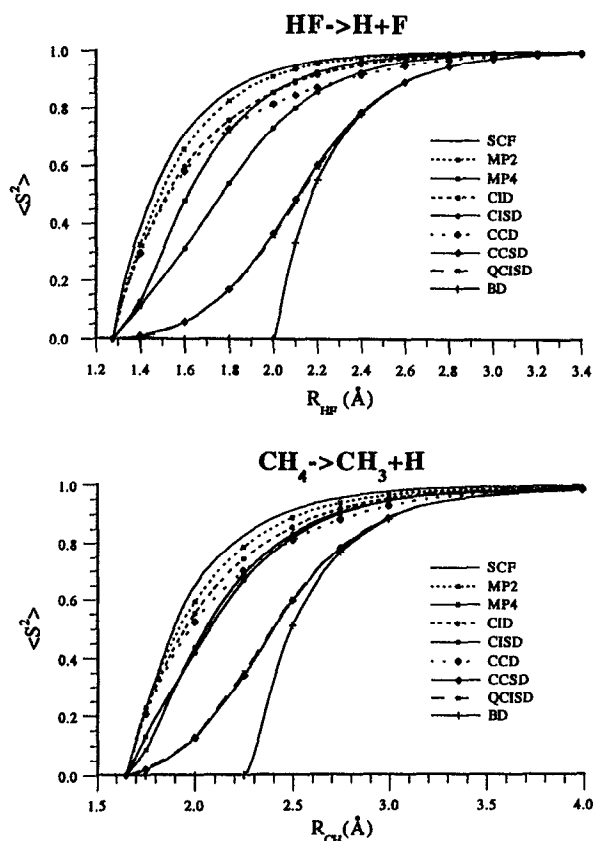 HF->H+F
1.0
0.8
0.6
0.4
0.2
0.0
<S²>
SCF
MP2
MP4
CID
CISD
CCD
CCSD
QCISD
BD
1.2 1.4 1.6 1.8 2.0 2.2 2.4 2.6 2.8 3.0 3.2 3.4
R_HF (Å)
CH₄->CH₃+H
1.0
0.8
0.6
0.4
0.2
0.0
<S²>
SCF
MP2
MP4
CID
CISD
CCD
CCSD
QCISD
BD
1.5 2.0 2.5 3.0 3.5 4.0
R_CH (Å)